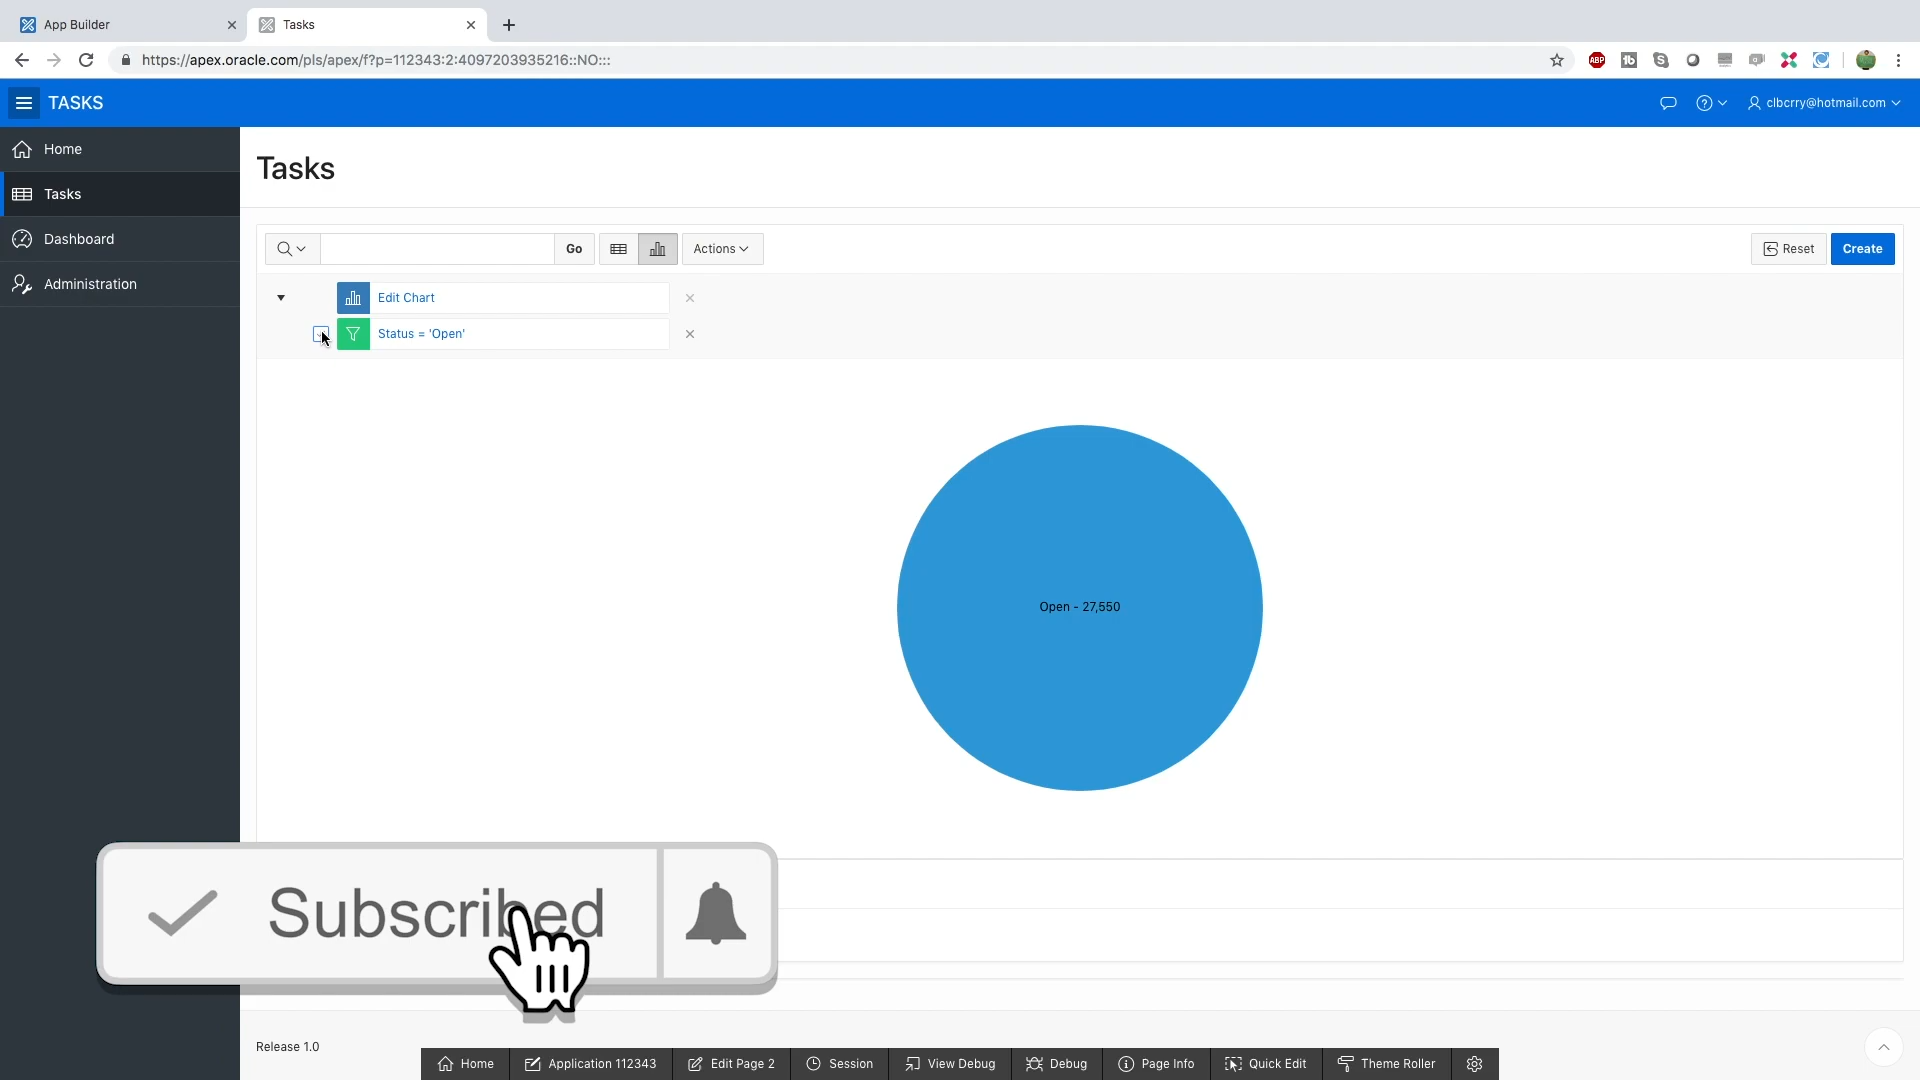 App Builder
Tasks
https://apex.oracle.com/pls/apex/f?p=112343:2:4097203935216::NO:::
ABP
TASKS
clbcrry@hotmail.com
Home
Tasks
Dashboard
Administration
Tasks
Go
Actions
Reset
Create
Edit Chart
Status = 'Open'
Open - 27,550
Subscribed
Release 1.0
Home
Application 112343
Edit Page 2
Session
View Debug
Debug
Page Info
Quick Edit
Theme Roller